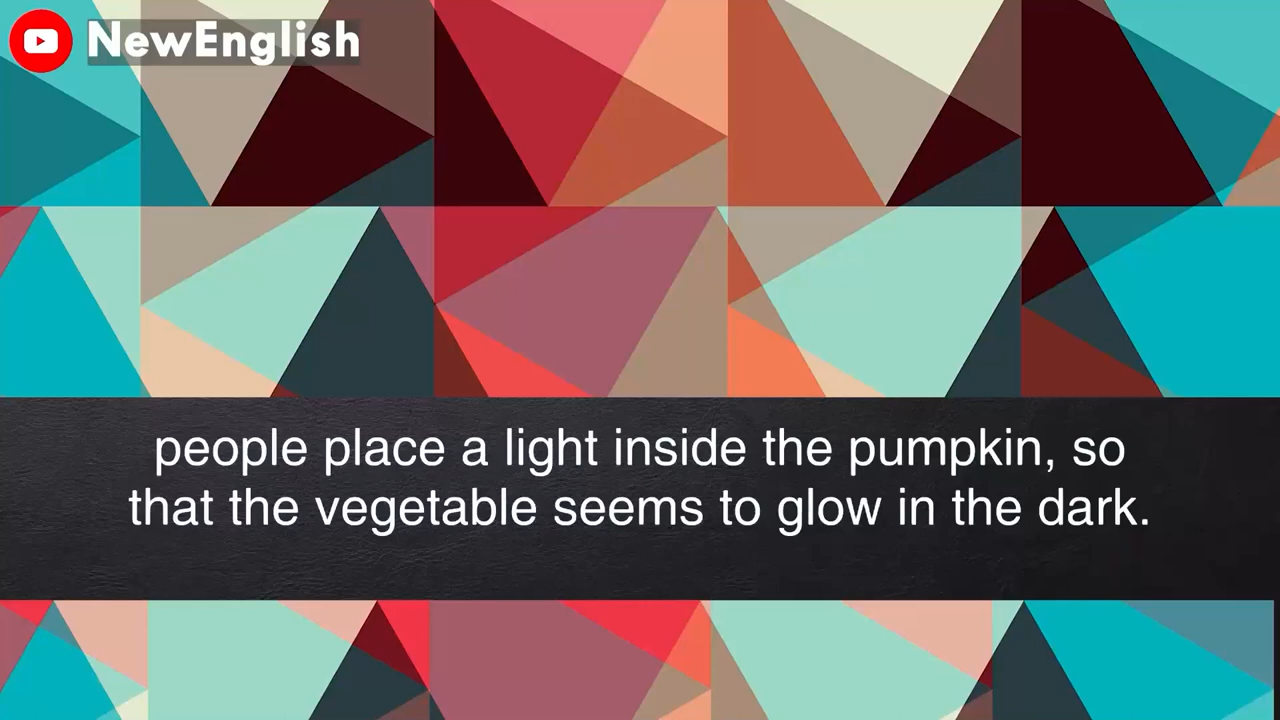 NewEnglish
people place a light inside the pumpkin, so
that the vegetable seems to glow in the dark.